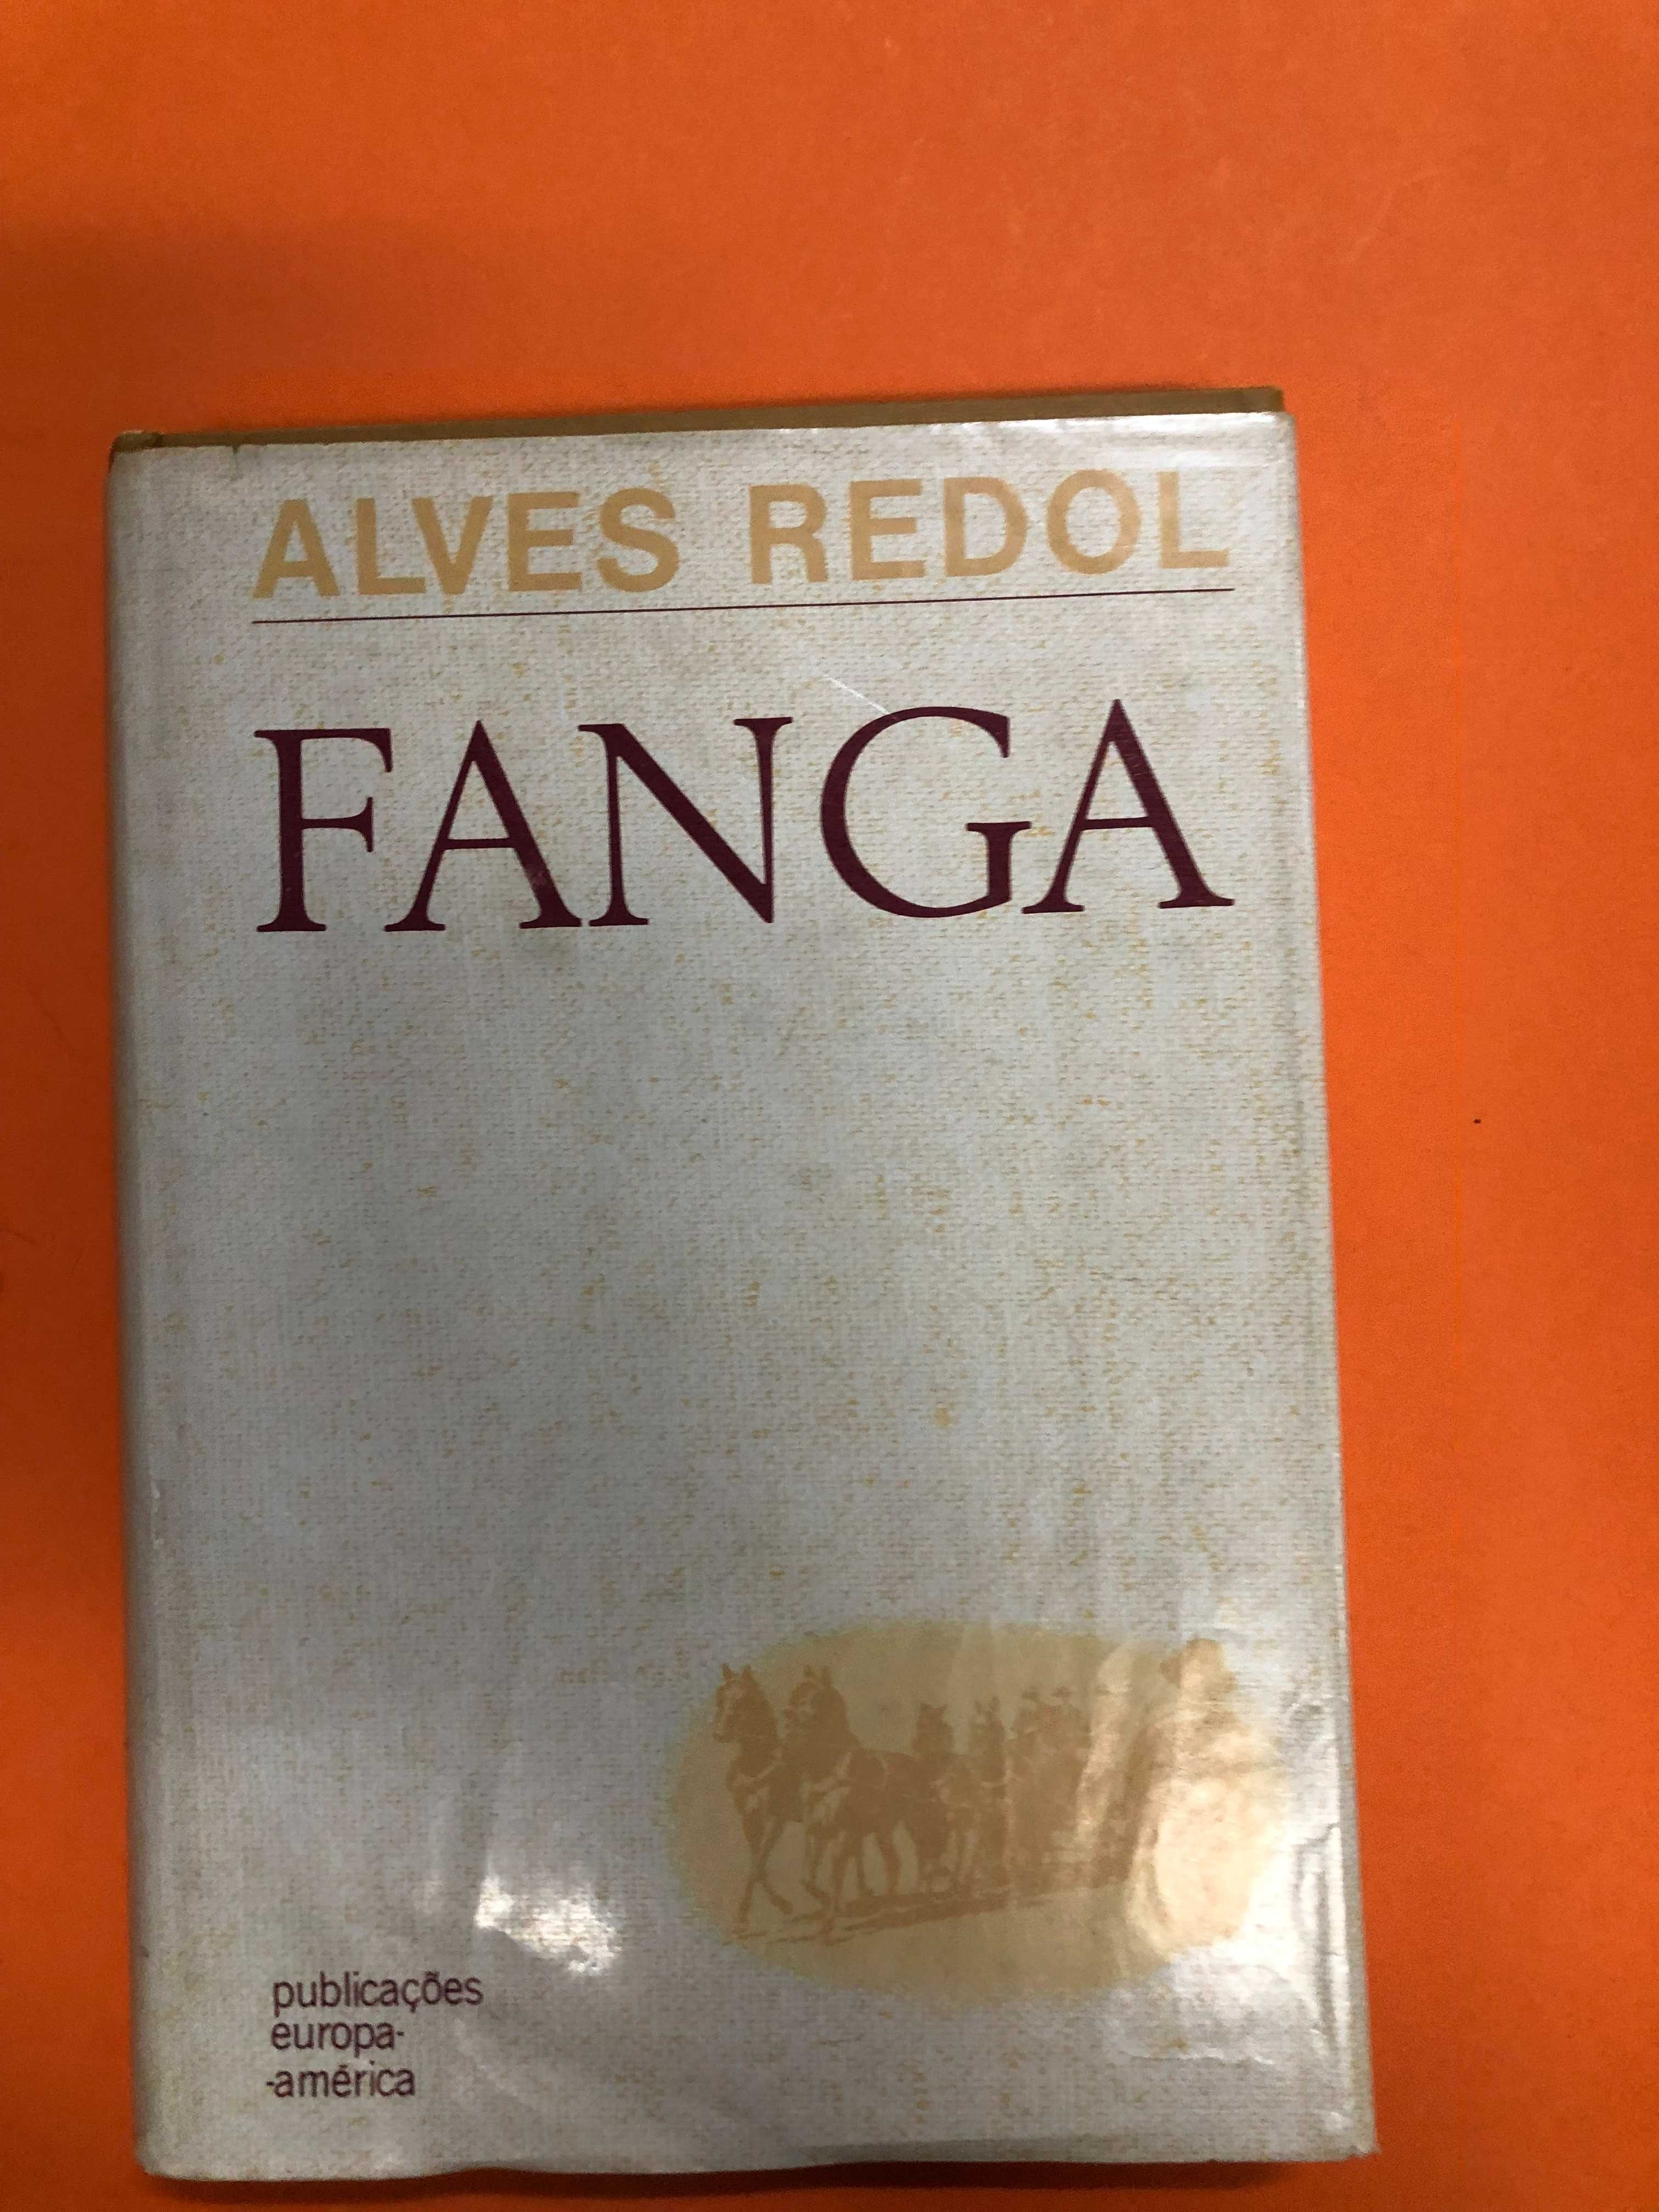 ALVES REDOL
FANGA
publicações
europa-
-américa